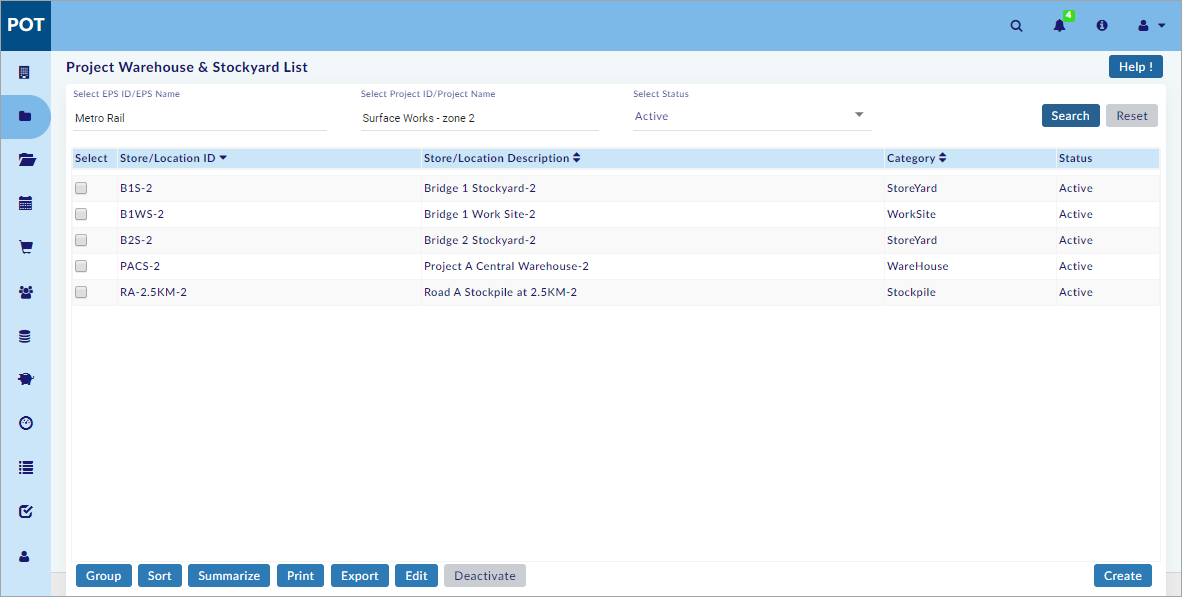 POT
4
Project Warehouse & Stockyard List
Help !
Select EPS ID/EPS Name Select Project ID/Project Name Select Status
Metro Rail Surface Works - zone 2 Active Search Reset
Select Store/Location ID Store/Location Description Category Status
B1S-2 Bridge 1 Stockyard-2 StoreYard Active
B1WS-2 Bridge 1 Work Site-2 WorkSite Active
B2S-2 Bridge 2 Stockyard-2 StoreYard Active
PACS-2 Project A Central Warehouse-2 WareHouse Active
RA-2.5KM-2 Road A Stockpile at 2.5KM-2 Stockpile Active
Group Sort Summarize Print Export Edit Deactivate Create